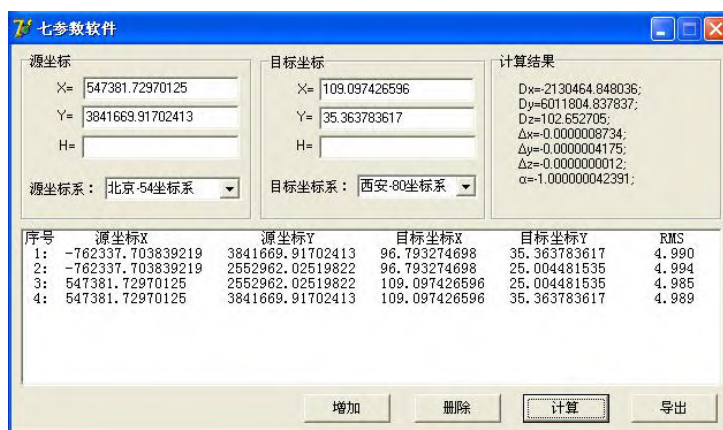 七参数软件
源坐标
X= 547381.72970125
Y= 3841669.91702413
H=
源坐标系： 北京-54坐标系
目标坐标
X= 109.097426596
Y= 35.363783617
H=
目标坐标系： 西安-80坐标系
计算结果
Dx=-2130464.848036;
Dy=6011804.837837;
Dz=102.652705;
Δx=-0.0000008734;
Δy=-0.0000004175;
Δz=-0.0000000012;
α=-1.000000042391;
序号 源坐标X 源坐标Y 目标坐标X 目标坐标Y RMS
1: -762337.703839219 3841669.91702413 96.793274698 35.363783617 4.990
2: -762337.703839219 2552962.02519822 96.793274698 25.004481535 4.994
3: 547381.72970125 2552962.02519822 109.097426596 25.004481535 4.985
4: 547381.72970125 3841669.91702413 109.097426596 35.363783617 4.989
增加 删除 计算 导出